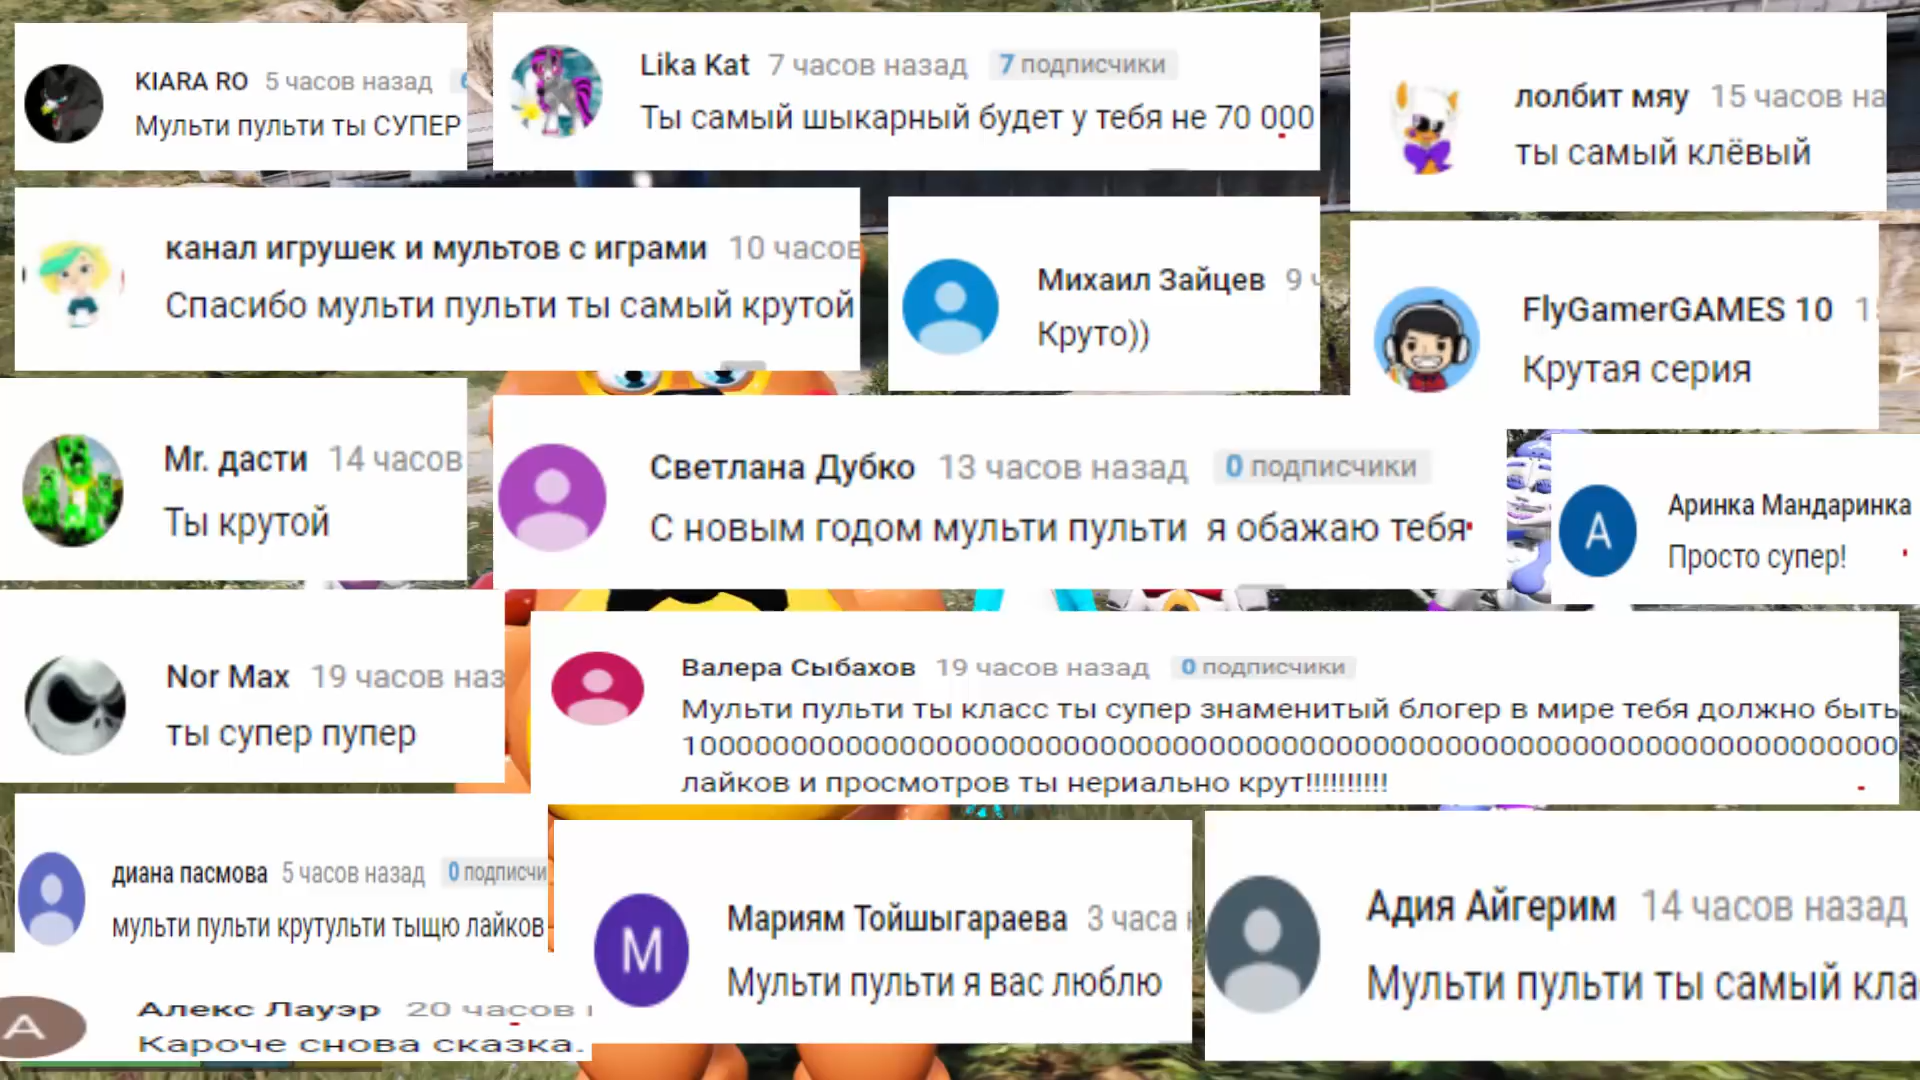 KIARA RO 5 часов назад
Мульти пульти ты СУПЕР
Lika Kat 7 часов назад 7 подписчики
Ты самый шыкарный будет у тебя не 70 000
лолбит мяу 15 часов на
ты самый клёвый
канал игрушек и мультов с играми 10 часов
Спасибо мульти пульти ты самый крутой
Михаил Зайцев 9
Круто))
FlyGamerGAMES 10 1
Крутая серия
Mr. дасти 14 часов
Ты крутой
Светлана Дубко 13 часов назад 0 подписчики
С новым годом мульти пульти я обажаю тебя
А
Аринка Мандаринка
Просто супер!
Nor Max 19 часов наз
ты супер пупер
Валера Сыбахов 19 часов назад 0 подписчики
Мульти пульти ты класс ты супер знаменитый блогер в мире тебя должно быть
лайков и просмотров ты нериально крут!!!!!!!!!!
диана пасмова 5 часов назад 0 подписчи
мульти пульти крутульти тыщю лайков
М
Мариям Тойшыгараева 3 часа
Мульти пульти я вас люблю
Адия Айгерим 14 часов назад
Мульти пульти ты самый кла
А
Алекс Лауэр 20 часов
Кароче снова сказка.